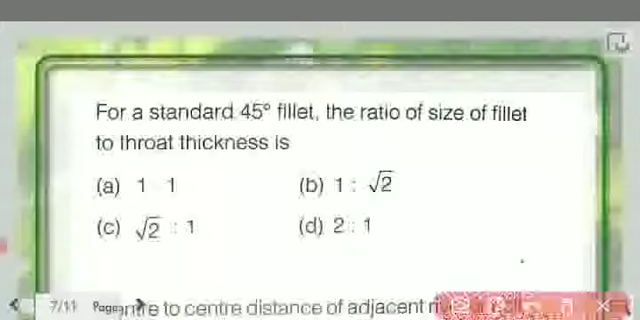 For a standard 45° fillet, the ratio of size of fillet
to throat thickness is
(a) 1 : 1 (b) 1 : √2
(c) √2 : 1 (d) 2 : 1
7/11 Page
ntre to centre distance of adjacent